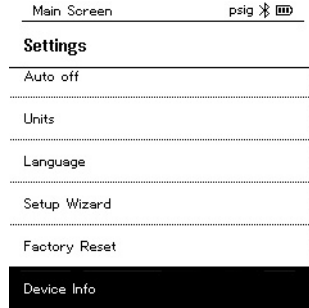 Main Screen psig
Settings
Auto off
Units
Language
Setup Wizard
Factory Reset
Device Info